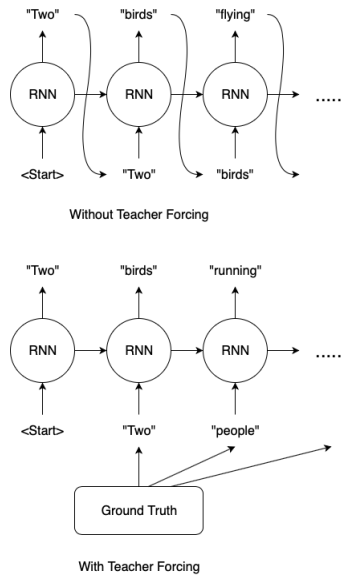 "Two" "birds" "flying"
RNN RNN RNN .....
<Start> "Two" "birds"
Without Teacher Forcing
"Two" "birds" "running"
RNN RNN RNN .....
<Start> "Two" "people"
Ground Truth
With Teacher Forcing